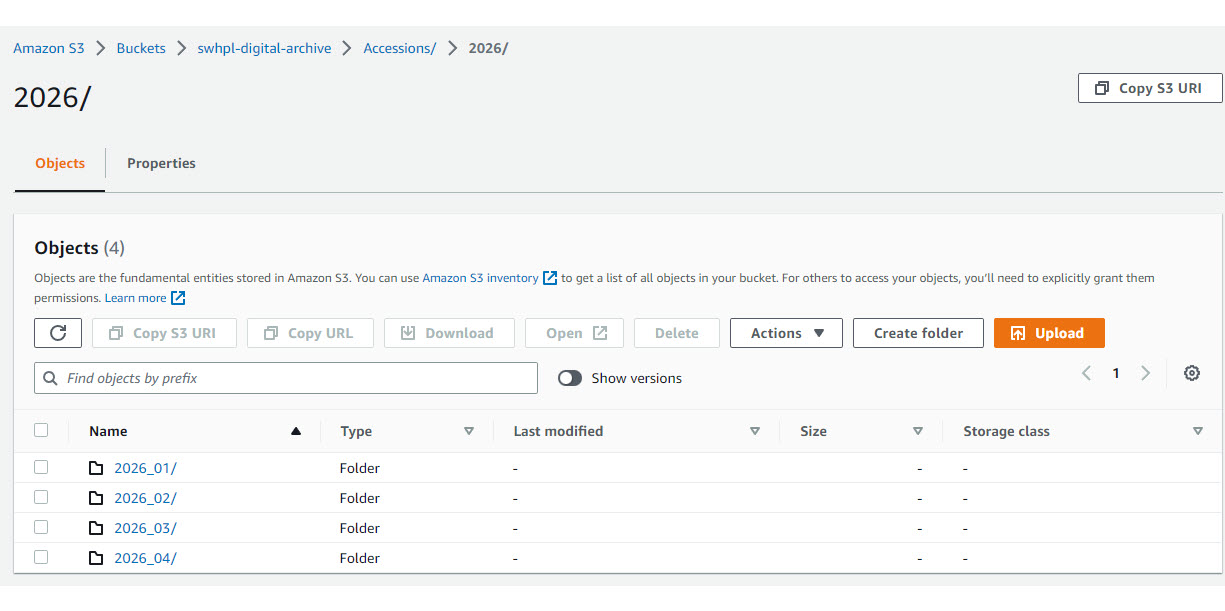 Amazon S3 > Buckets > swhpl-digital-archive > Accessions/ > 2026/
2026/
Copy S3 URI
Objects
Properties
Objects (4)
Objects are the fundamental entities stored in Amazon S3. You can use Amazon S3 inventory to get a list of all objects in your bucket. For others to access your objects, you'll need to explicitly grant them
permissions. Learn more
Copy S3 URI Copy URL Download Open Delete Actions Create folder Upload
Find objects by prefix Show versions 1
Name Type Last modified Size Storage class
2026_01/ Folder - - -
2026_02/ Folder - - -
2026_03/ Folder - - -
2026_04/ Folder - - -